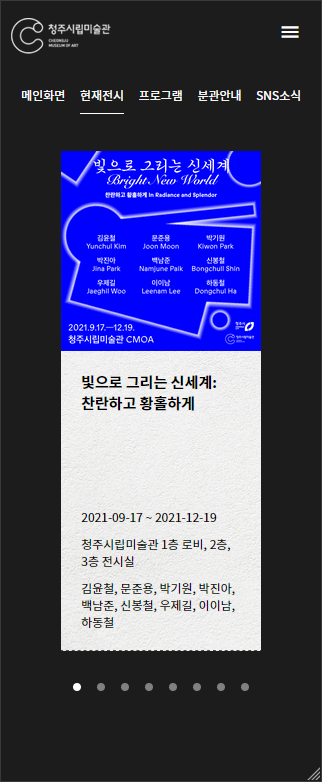 청주시립미술관
CHEONGJU
MUSEUM OF ART
메인화면 현재전시 프로그램 분관안내 SNS소식
빛으로 그리는 신세계
Bright New World
찬란하고 황홀하게 In Radiance and Splendor
김윤철 문준용 박기원
Yunchul Kim Joon Moon Kiwon Park
박진아 백남준 신봉철
Jina Park Namjune Paik Bongchull Shin
우제길 이이남 하동철
Jaeghil Woo Leenam Lee Dongchul Ha
2021.9.17.—12.19.
청주시립미술관 CMOA
빛으로 그리는 신세계:
찬란하고 황홀하게
2021-09-17 ~ 2021-12-19
청주시립미술관 1층 로비, 2층,
3층 전시실
김윤철, 문준용, 박기원, 박진아,
백남준, 신봉철, 우제길, 이이남,
하동철